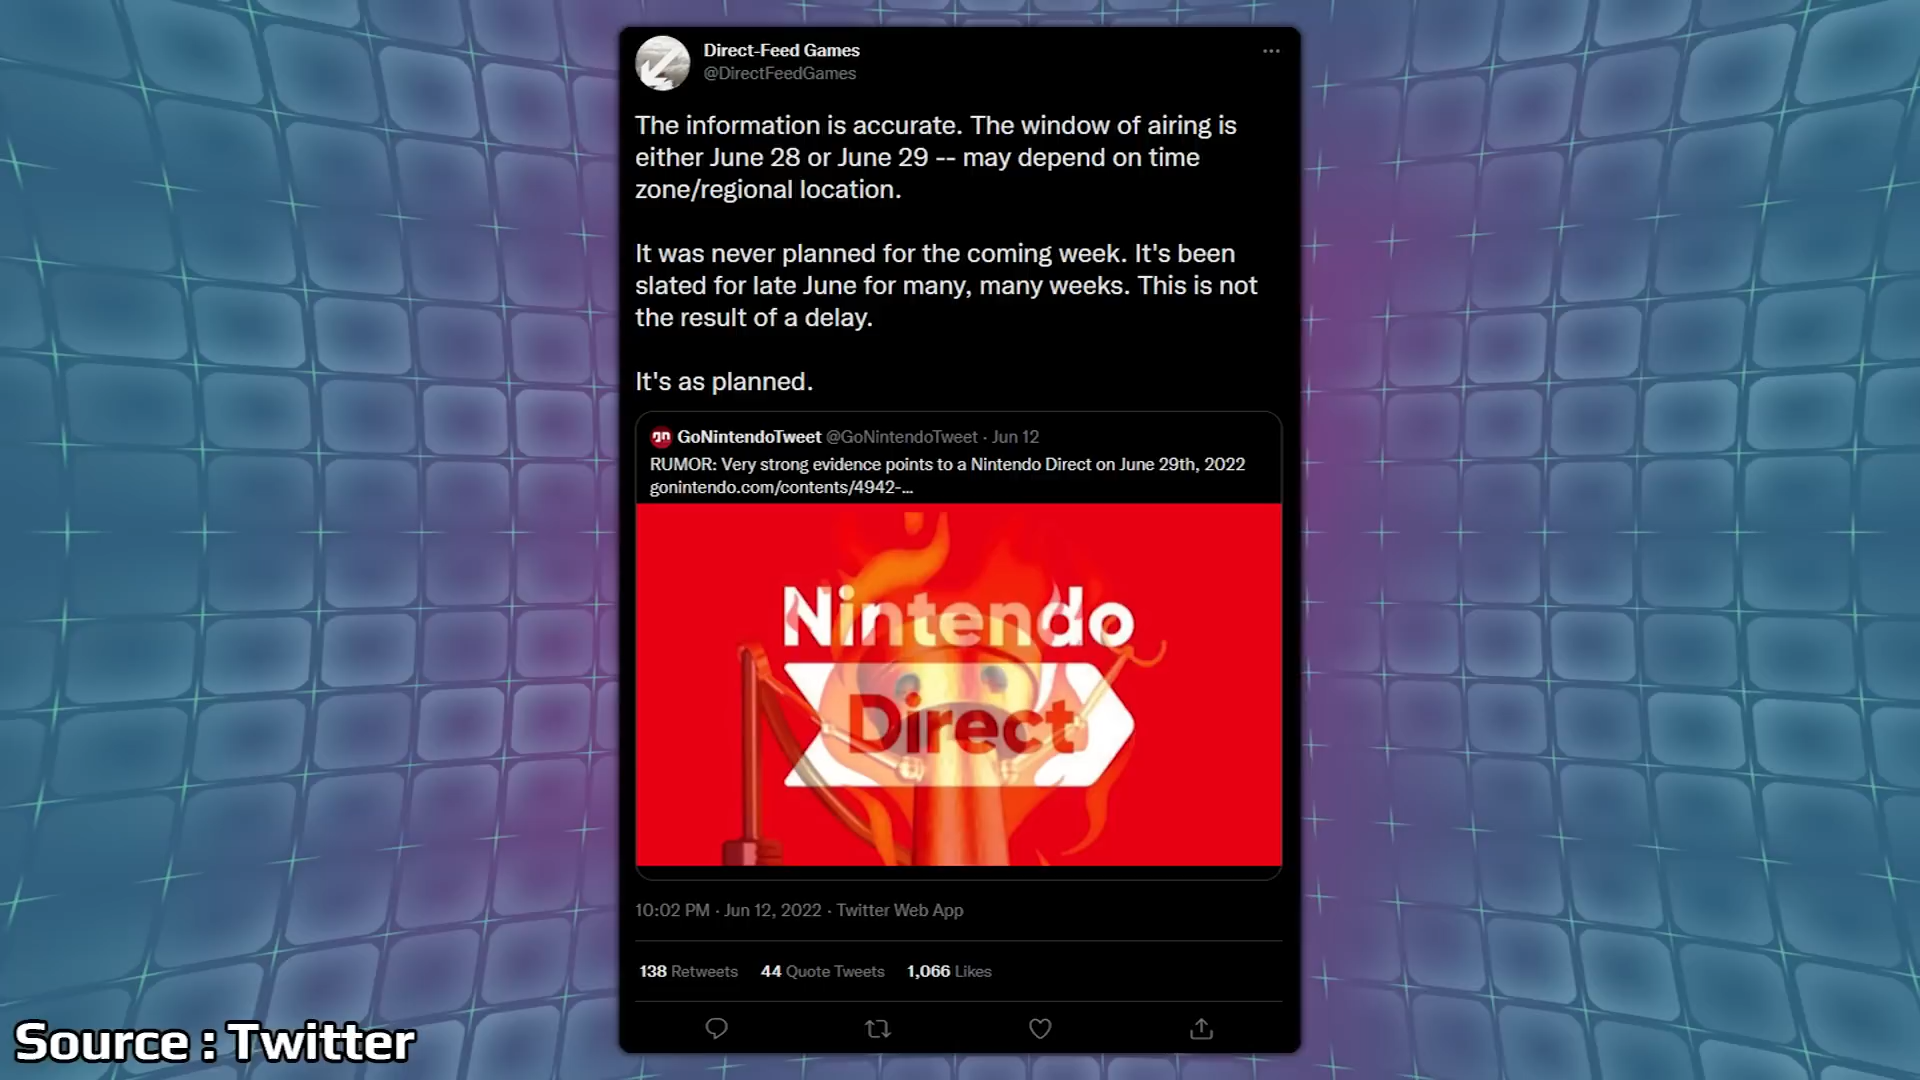 Direct-Feed Games
@DirectFeedGames
The information is accurate. The window of airing is
either June 28 or June 29 -- may depend on time
zone/regional location.
It was never planned for the coming week. It's been
slated for late June for many, many weeks. This is not
the result of a delay.
It's as planned.
gn GoNintendoTweet @GoNintendoTweet · Jun 12
RUMOR: Very strong evidence points to a Nintendo Direct on June 29th, 2022
gonintendo.com/contents/4942-...
Nintendo
Direct
10:02 PM · Jun 12, 2022 · Twitter Web App
138 Retweets 44 Quote Tweets 1,066 Likes
Source : Twitter